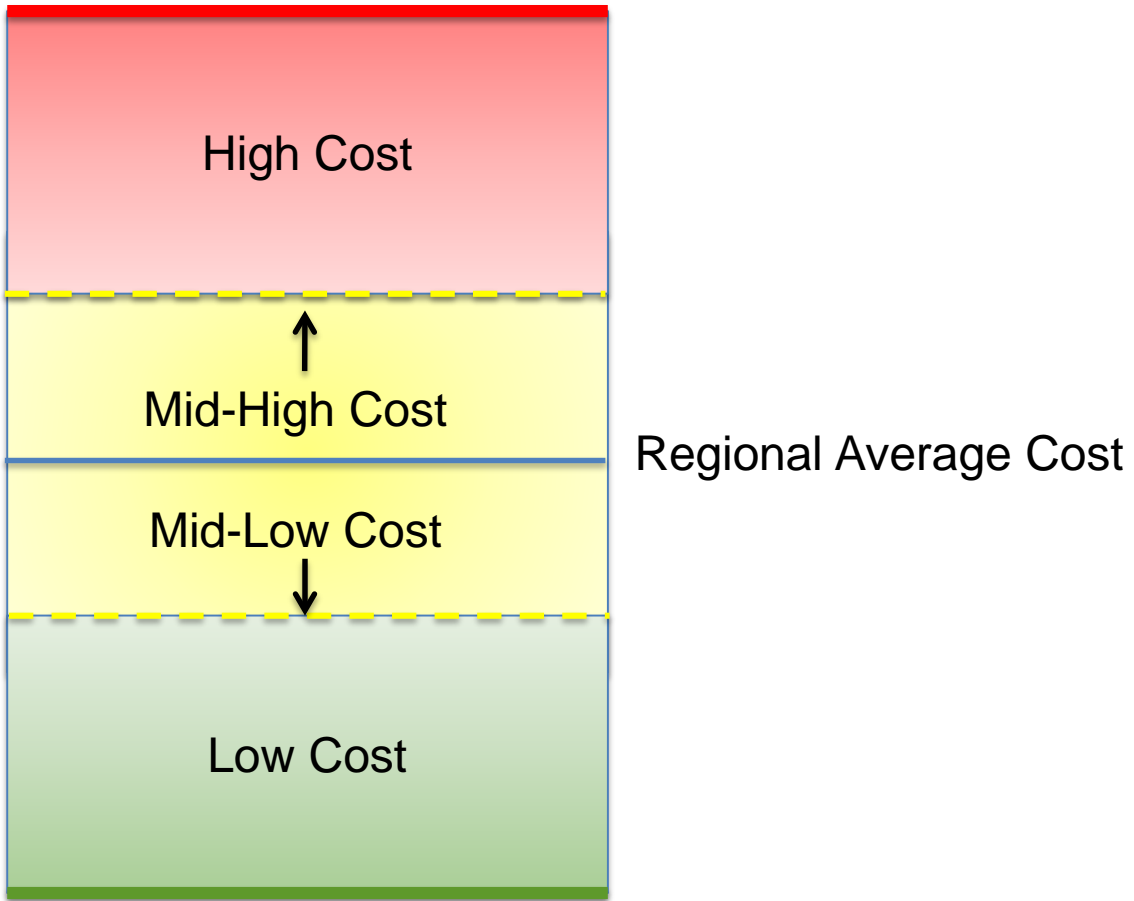 High Cost
Mid-High Cost
Regional Average Cost
Mid-Low Cost
Low Cost